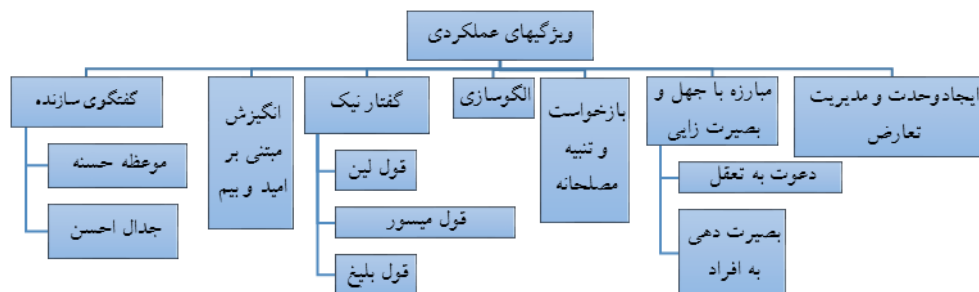 ویژگیهای عملکردی
ایجادوحدت و مدیریت
تعارض
مبارزه با جهل و
بصیرت زایی
دعوت به تعقل
بصیرت دهی
به افراد
بازخواست
و تنبیه
مصلحانه
الگوسازی
گفتار نیک
قول لین
قول میسور
قول بلیغ
انگیزش
مبتنی بر
امید و بیم
گفتگوی سازنده
موعظه حسنه
جدال احسن